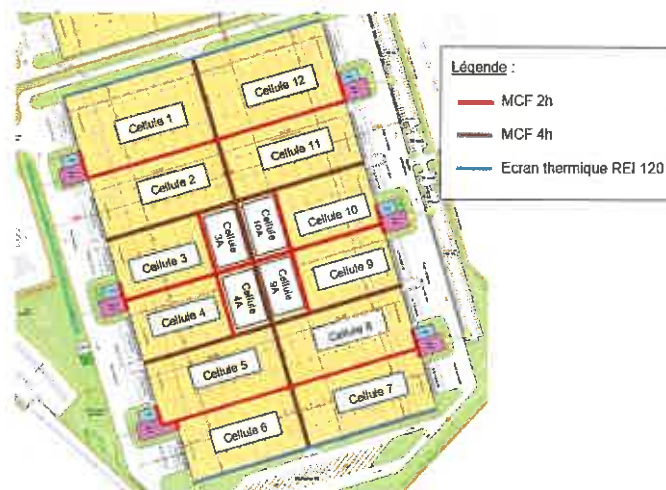 Légende :
MCF 2h
MCF 4h
Ecran thermique REI 120
Cellule 12
Cellule 1
Cellule 11
Cellule 2
Cellule 10
Cellule
10A
Cellule
3A
Cellule 3
Cellule 9
Cellule
9A
Cellule
4A
Cellule 4
Cellule 8
Cellule 5
Cellule 7
Cellule 6